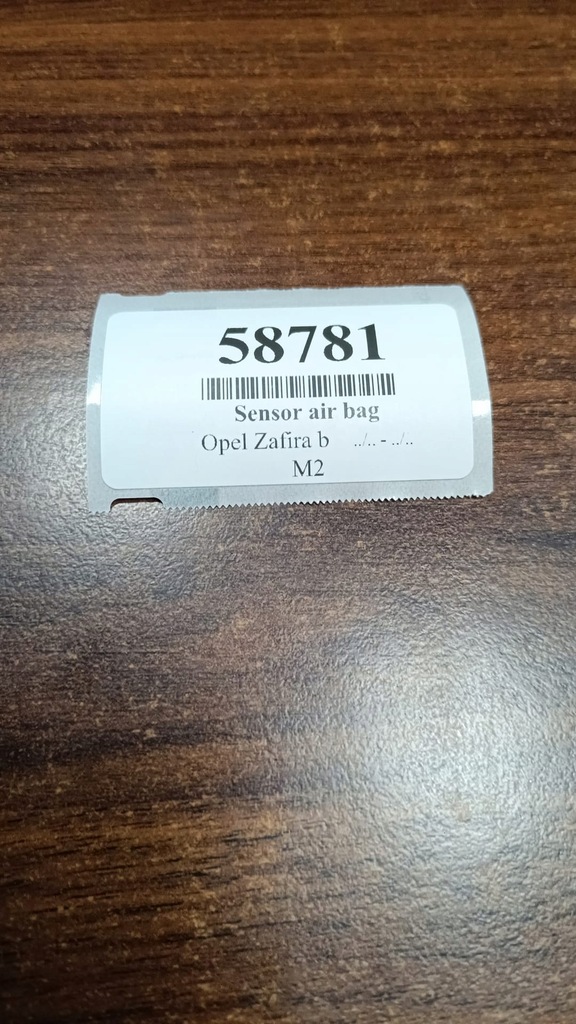 58781
Sensor air bag
Opel Zafira b ../.. - ../..
M2